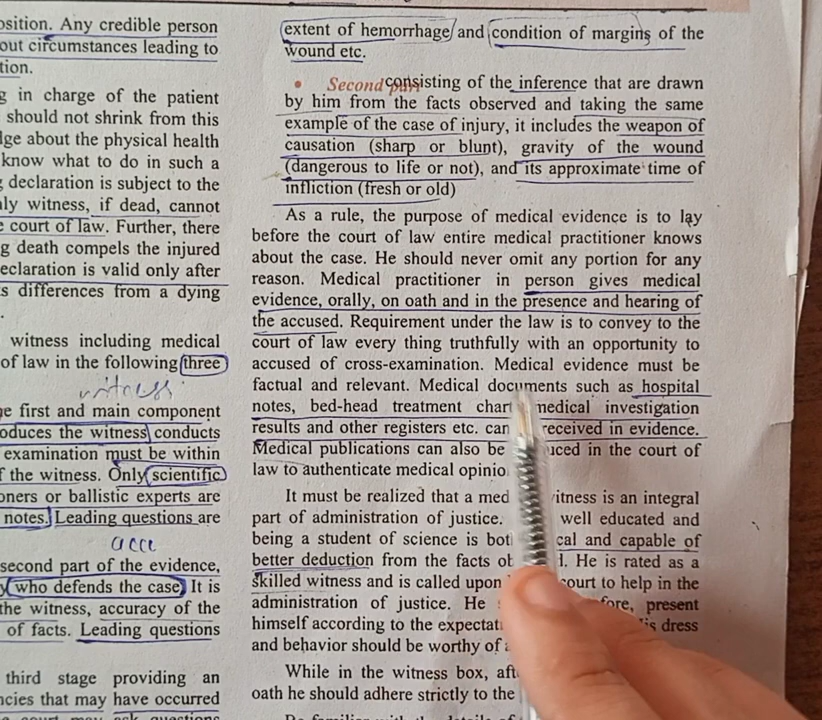 osition. Any credible person
out circumstances leading to
tion.
g in charge of the patient
should not shrink from this
lge about the physical health
know what to do in such a
declaration is subject to the
ly witness, if dead, cannot
court of law. Further, there
g death compels the injured
eclaration is valid only after
s differences from a dying
witness including medical
of law in the following three
witness
e first and main component
oduces the witness conducts
examination must be within
f the witness. Only scientific
oners or ballistic experts are
notes. Leading questions are
acce
second part of the evidence,
y who defends the case. It is
the witness, accuracy of the
of facts. Leading questions
third stage providing an
ncies that may have occurred
extent of hemorrhage and condition of margins of the
wound etc.
• Second part consisting of the inference that are drawn
by him from the facts observed and taking the same
example of the case of injury, it includes the weapon of
causation (sharp or blunt), gravity of the wound
(dangerous to life or not), and its approximate time of
infliction (fresh or old)
As a rule, the purpose of medical evidence is to lay
before the court of law entire medical practitioner knows
about the case. He should never omit any portion for any
reason. Medical practitioner in person gives medical
evidence, orally, on oath and in the presence and hearing of
the accused. Requirement under the law is to convey to the
court of law every thing truthfully with an opportunity to
accused of cross-examination. Medical evidence must be
factual and relevant. Medical documents such as hospital
notes, bed-head treatment chart medical investigation
results and other registers etc. can received in evidence.
Medical publications can also be uced in the court of
law to authenticate medical opinio
It must be realized that a med witness is an integral
part of administration of justice. well educated and
being a student of science is bot cal and capable of
better deduction from the facts ob d. He is rated as a
skilled witness and is called upon court to help in the
administration of justice. He fore, present
himself according to the expectat is dress
and behavior should be worthy of
While in the witness box, aft
oath he should adhere strictly to the